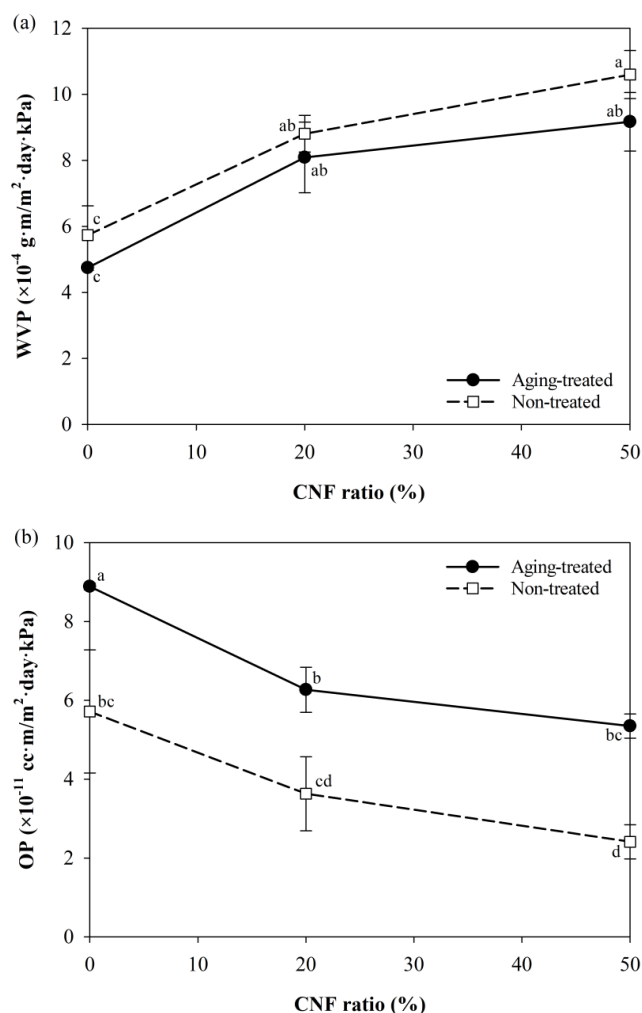 (a)
12
10
8
6
4
2
0
WVP (×10⁻⁴ g·m/m²·day·kPa)
a
ab
ab
ab
c
c
Aging-treated
Non-treated
0 10 20 30 40 50
CNF ratio (%)
(b)
10
8
6
4
2
0
OP (×10⁻¹¹ cc·m/m²·day·kPa)
Aging-treated
Non-treated
a
b
bc
bc
cd
d
0 10 20 30 40 50
CNF ratio (%)